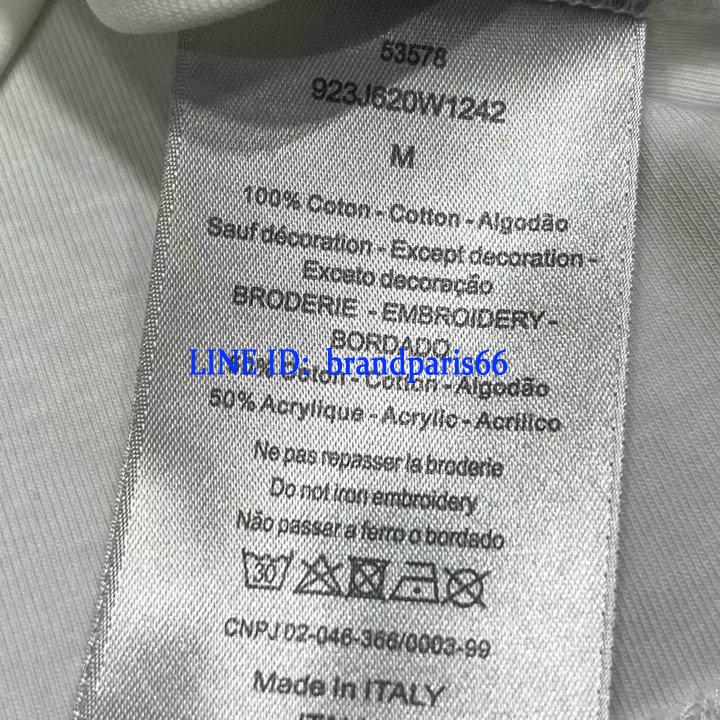 53578
923J620W1242
M
100% Coton - Cotton - Algodão
Sauf décoration - Except decoration -
Exceto decoração
BRODERIE - EMBROIDERY -
BORDADO
LINE ID: brandparis66
Coton - Cotton - Algodão
50% Acrylique - Acrylic - Acrílico
Ne pas repasser la broderie
Do not iron embroidery
Não passar a ferro o bordado
30
CNPJ 02-046-366/0003-99
Made In ITALY